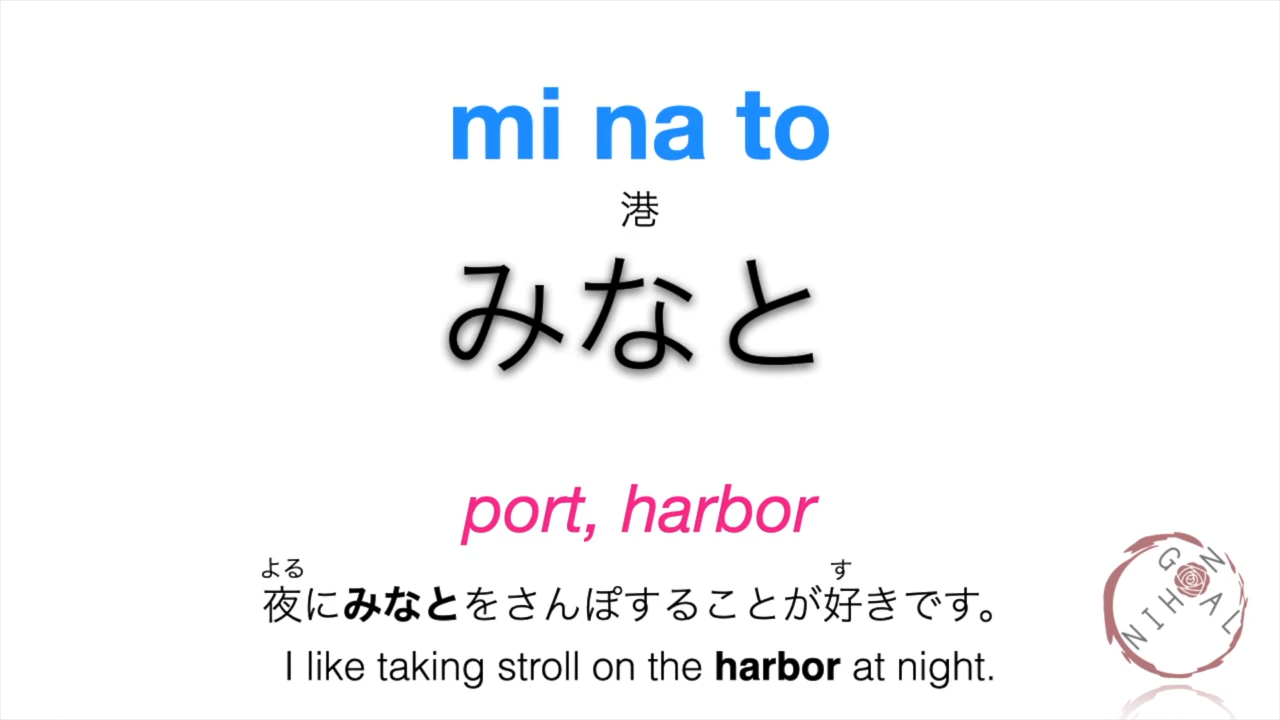 mi na to
港
みなと
port, harbor
よる す
夜にみなとをさんぽすることが好きです。
I like taking stroll on the harbor at night.
NIHONGO AL